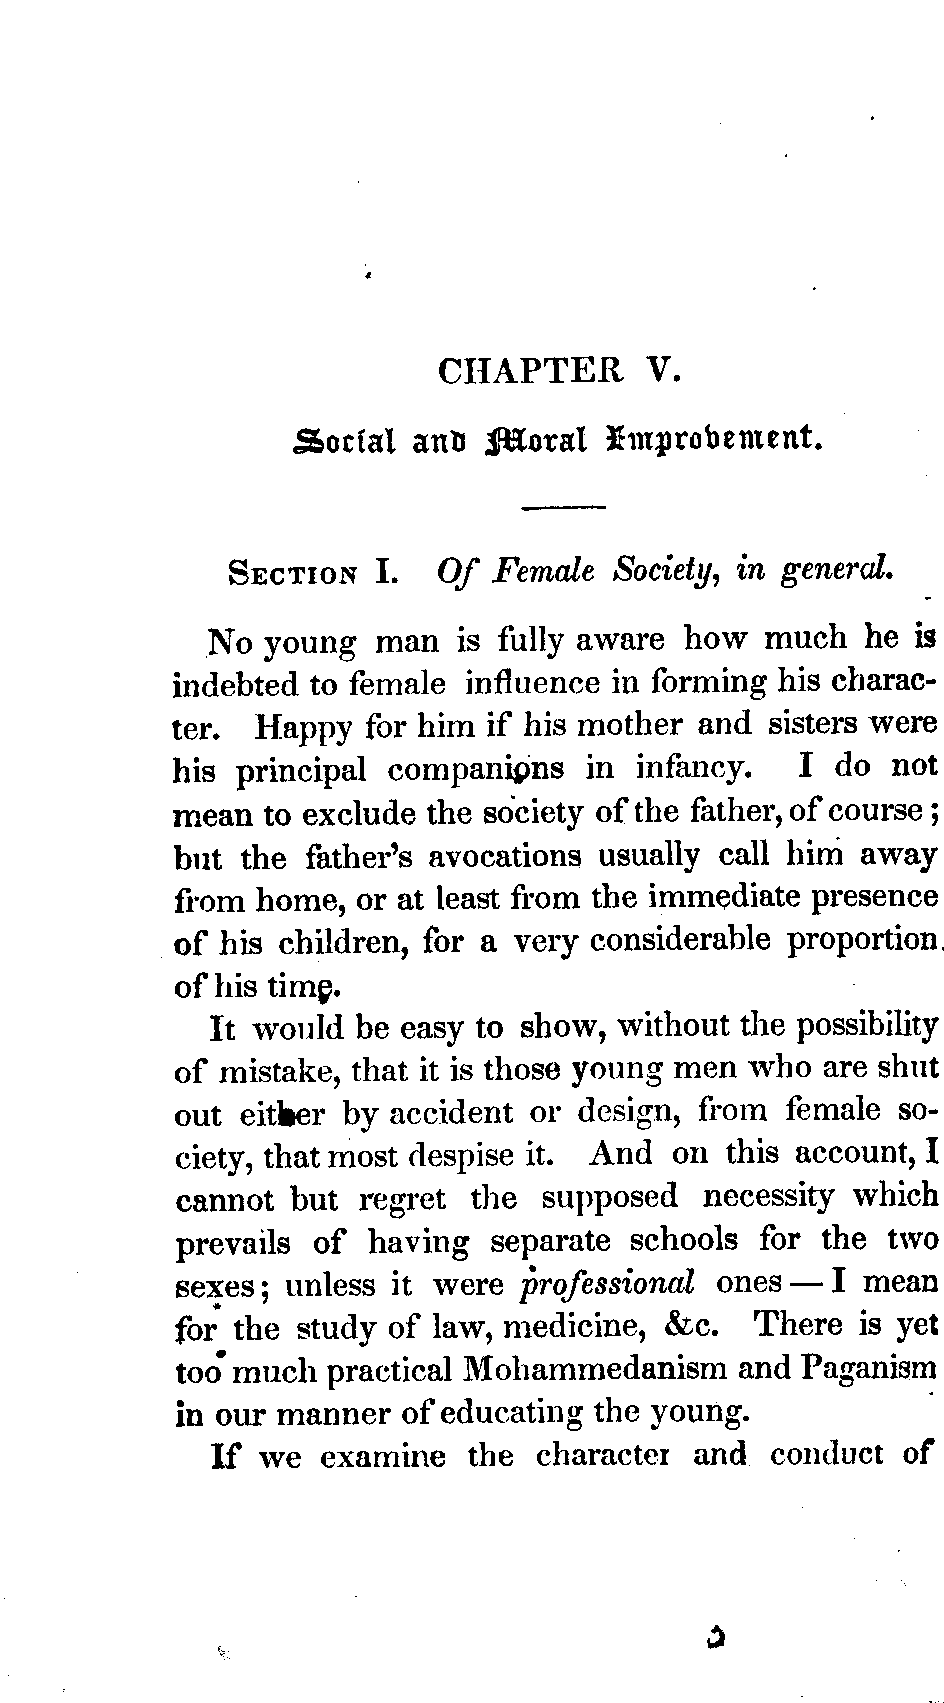 CHAPTER V.
Social and Moral Improvement.
SECTION I. Of Female Society, in general.
No young man is fully aware how much he is
indebted to female influence in forming his charac-
ter. Happy for him if his mother and sisters were
his principal companions in infancy. I do not
mean to exclude the society of the father, of course;
but the father's avocations usually call him away
from home, or at least from the immediate presence
of his children, for a very considerable proportion
of his time.
It would be easy to show, without the possibility
of mistake, that it is those young men who are shut
out either by accident or design, from female so-
ciety, that most despise it. And on this account, I
cannot but regret the supposed necessity which
prevails of having separate schools for the two
sexes; unless it were professional ones — I mean
for the study of law, medicine, &c. There is yet
too much practical Mohammedanism and Paganism
in our manner of educating the young.
If we examine the character and conduct of